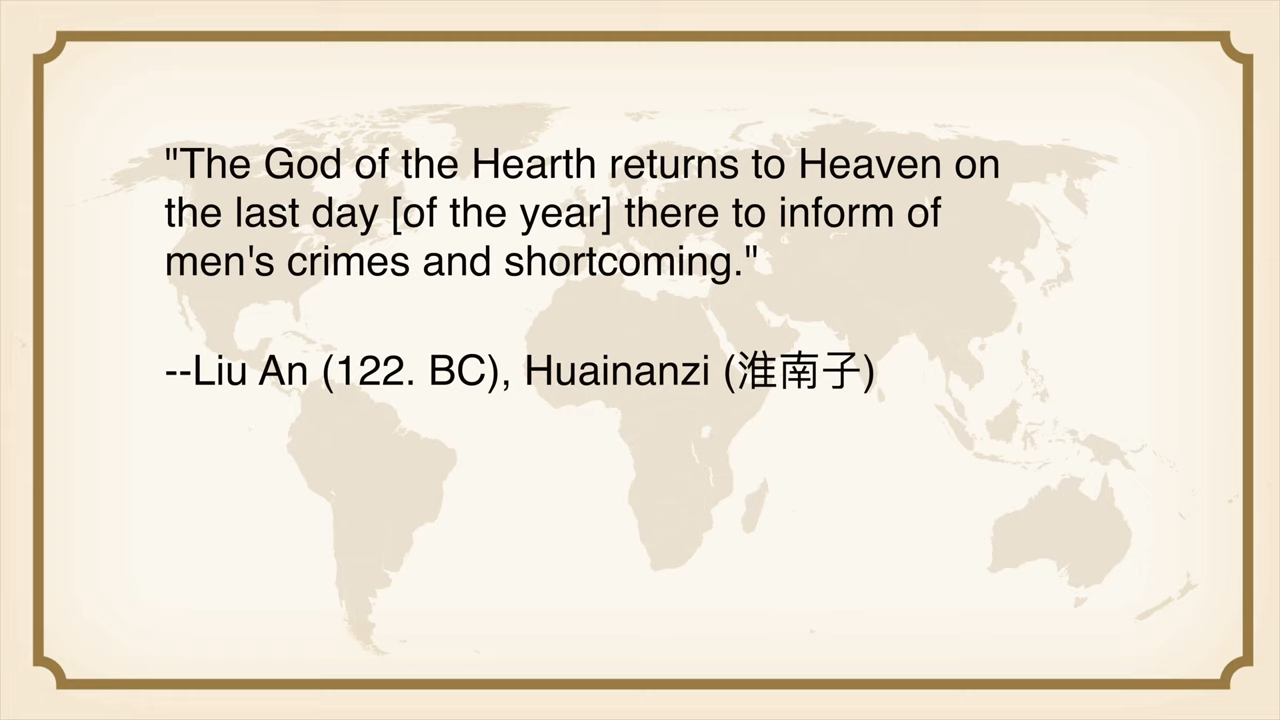 "The God of the Hearth returns to Heaven on
the last day [of the year] there to inform of
men's crimes and shortcoming."
--Liu An (122. BC), Huainanzi (淮南子)